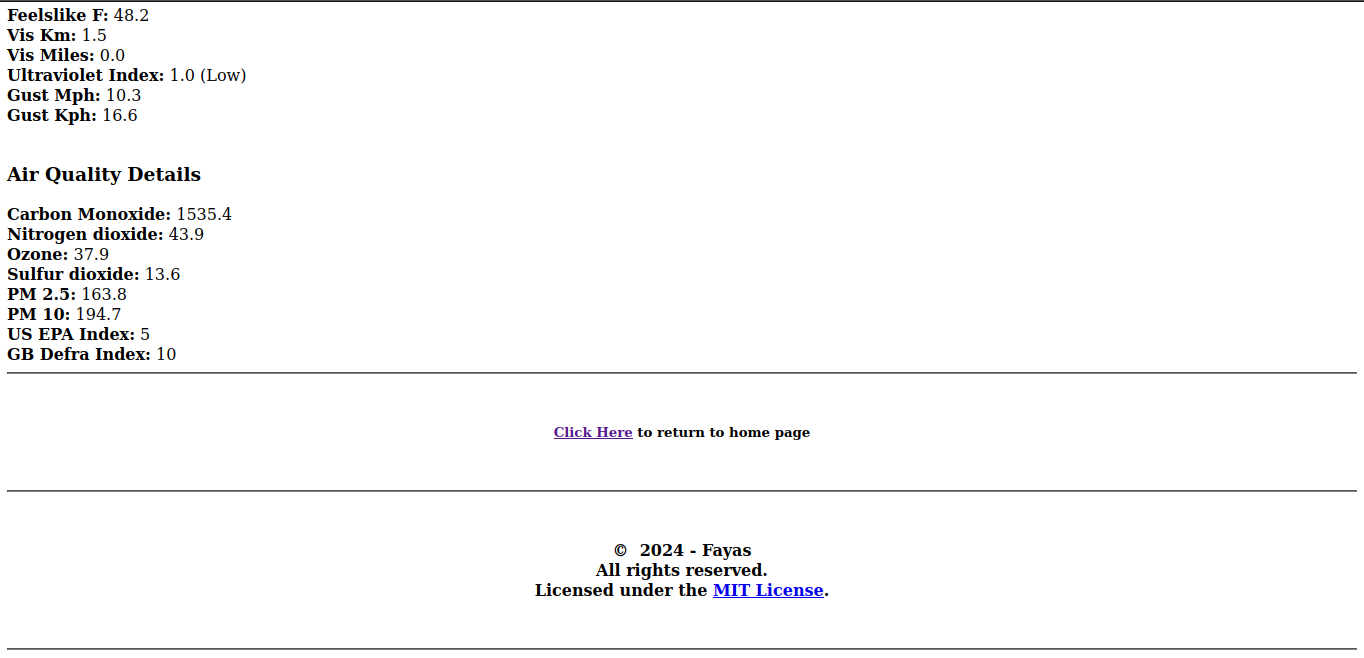 Feelslike F: 48.2
Vis Km: 1.5
Vis Miles: 0.0
Ultraviolet Index: 1.0 (Low)
Gust Mph: 10.3
Gust Kph: 16.6
Air Quality Details
Carbon Monoxide: 1535.4
Nitrogen dioxide: 43.9
Ozone: 37.9
Sulfur dioxide: 13.6
PM 2.5: 163.8
PM 10: 194.7
US EPA Index: 5
GB Defra Index: 10
Click Here to return to home page
© 2024 - Fayas
All rights reserved.
Licensed under the MIT License.